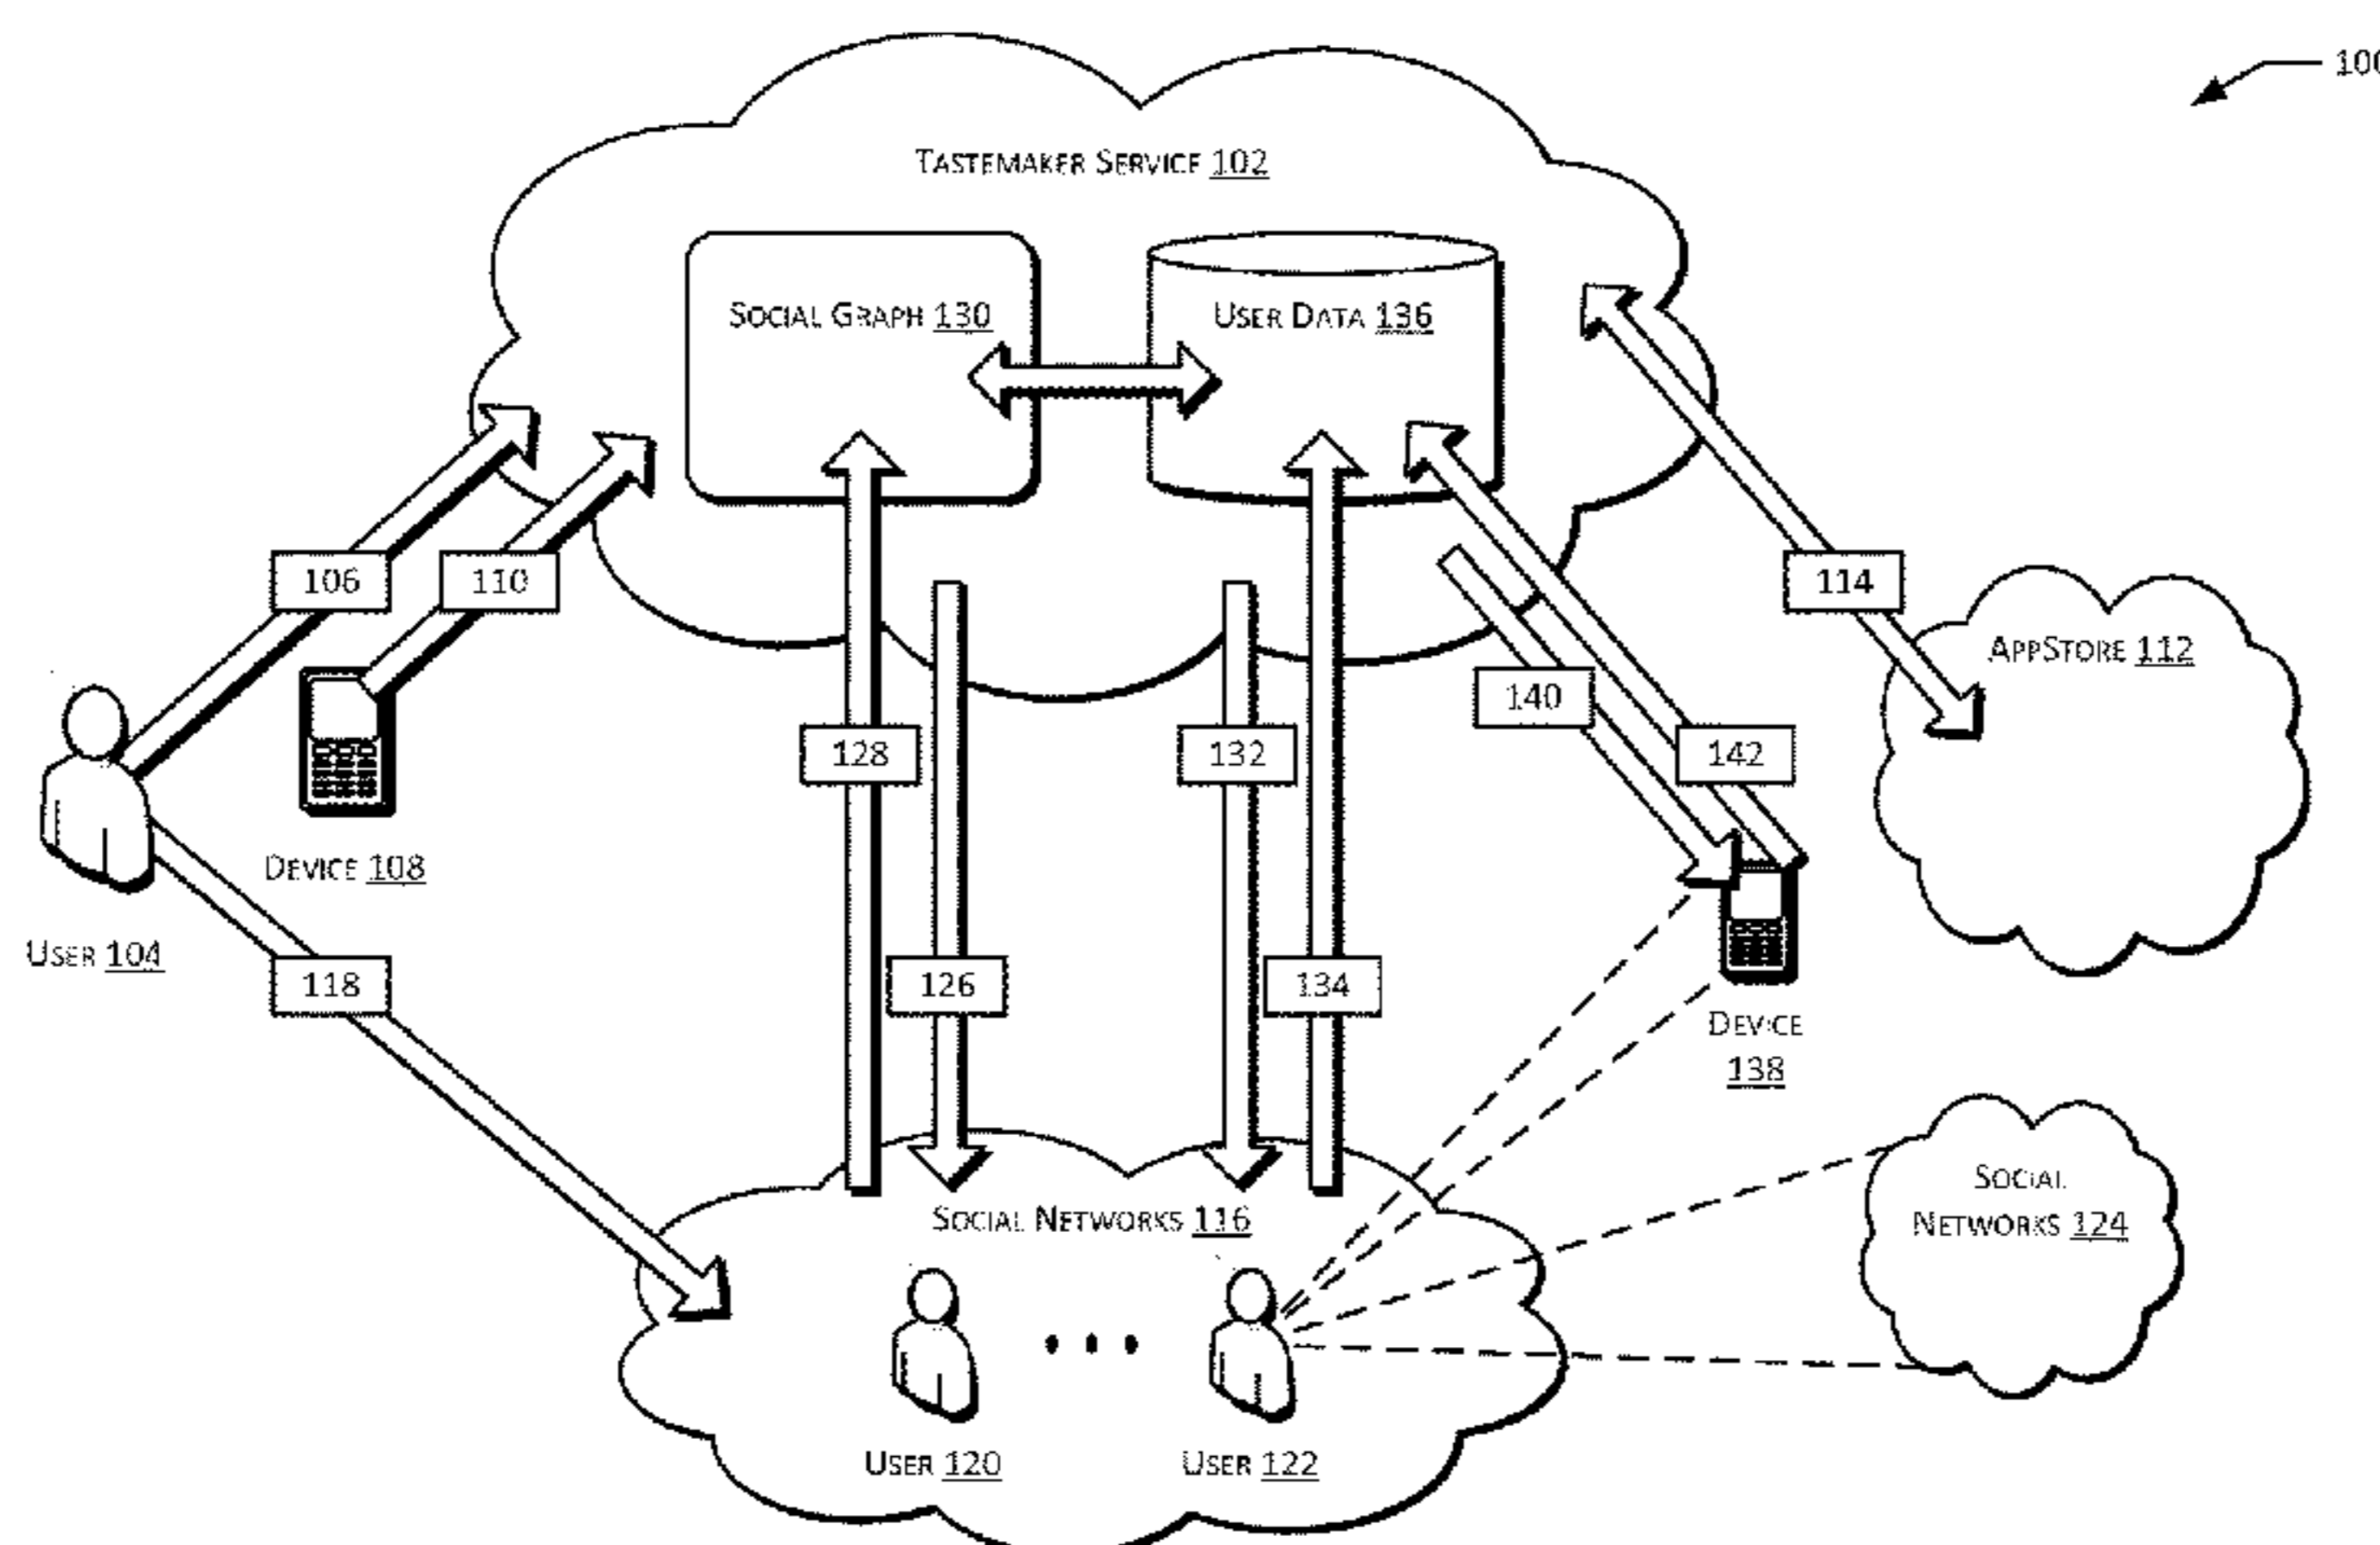 100
TASTEMAKER SERVICE 102
SOCIAL GRAPH 130
USER DATA 136
106
110
114
APPSTORE 112
140
128
132
142
DEVICE 108
USER 104
118
126
134
DEVICE
138
SOCIAL
NETWORKS 124
SOCIAL NETWORKS 116
USER 120
USER 122